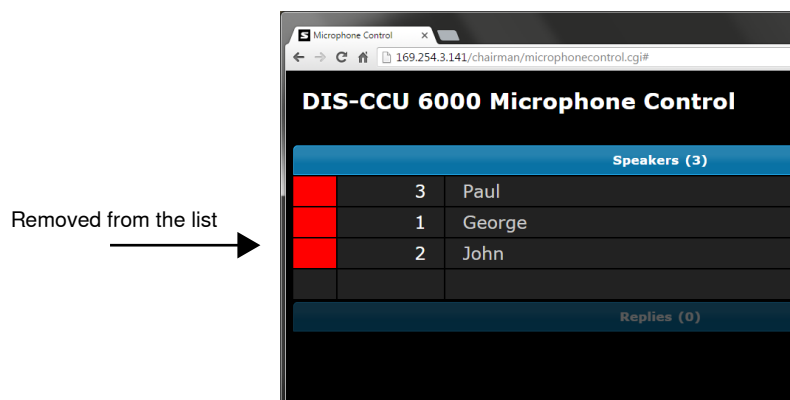 Microphone Control
169.254.3.141/chairman/microphonecontrol.cgi#
DIS-CCU 6000 Microphone Control
Speakers (3)
3 Paul
1 George
Removed from the list
2 John
Replies (0)